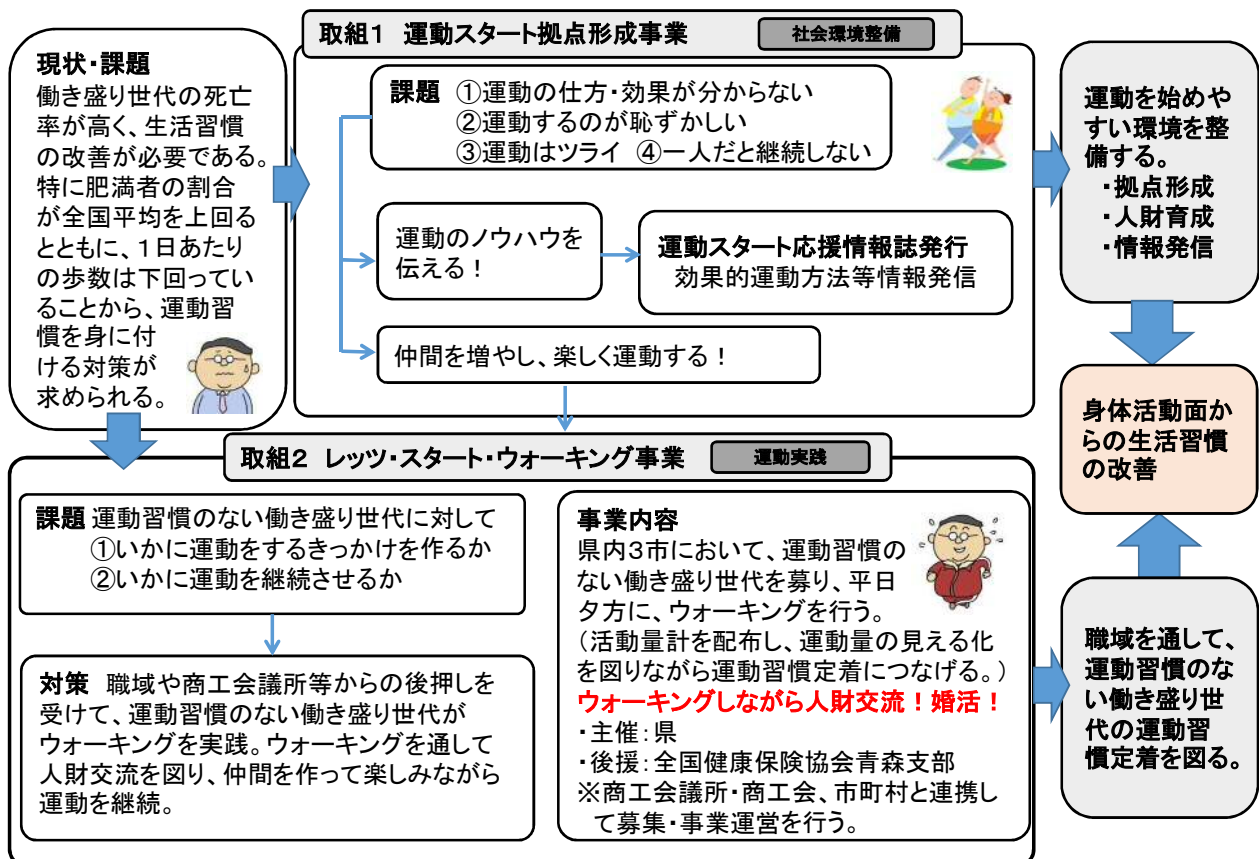 現状・課題
働き盛り世代の死亡
率が高く、生活習慣
の改善が必要である。
特に肥満者の割合
が全国平均を上回る
とともに、１日あたり
の歩数は下回ってい
ることから、運動習
慣を身に付
ける対策が
求められる。
取組１ 運動スタート拠点形成事業 社会環境整備
課題 ①運動の仕方・効果が分からない
②運動するのが恥ずかしい
③運動はツライ ④一人だと継続しない
運動のノウハウを
伝える！
運動スタート応援情報誌発行
効果的運動方法等情報発信
仲間を増やし、楽しく運動する！
運動を始めや
すい環境を整
備する。
・拠点形成
・人財育成
・情報発信
身体活動面か
らの生活習慣
の改善
取組２ レッツ・スタート・ウォーキング事業 運動実践
課題 運動習慣のない働き盛り世代に対して
①いかに運動をするきっかけを作るか
②いかに運動を継続させるか
対策 職域や商工会議所等からの後押しを
受けて、運動習慣のない働き盛り世代が
ウォーキングを実践。ウォーキングを通して
人財交流を図り、仲間を作って楽しみながら
運動を継続。
事業内容
県内３市において、運動習慣の
ない働き盛り世代を募り、平日
夕方に、ウォーキングを行う。
（活動量計を配布し、運動量の見える化
を図りながら運動習慣定着につなげる。）
ウォーキングしながら人財交流！婚活！
・主催：県
・後援：全国健康保険協会青森支部
※商工会議所・商工会、市町村と連携し
て募集・事業運営を行う。
職域を通して、
運動習慣のな
い働き盛り世
代の運動習
慣定着を図る。